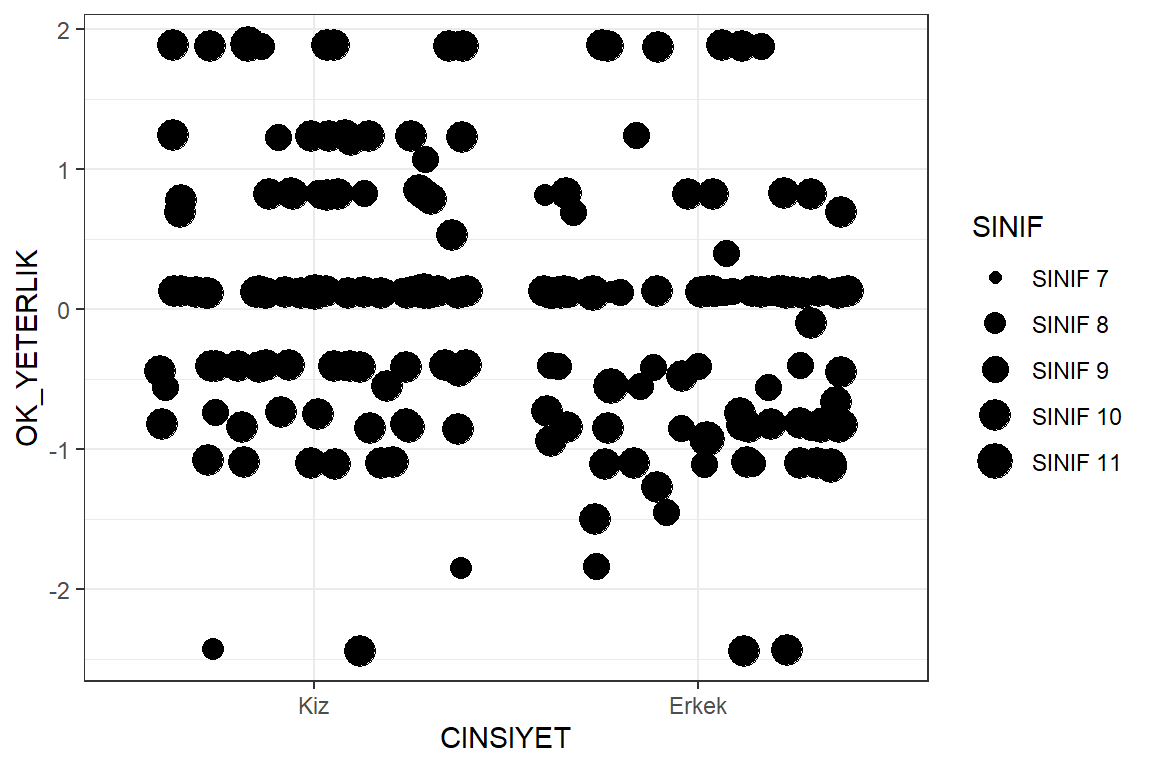 OK_YETERLIK
2
1
0
-1
-2
Kiz
Erkek
CINSIYET
SINIF
SINIF 7
SINIF 8
SINIF 9
SINIF 10
SINIF 11